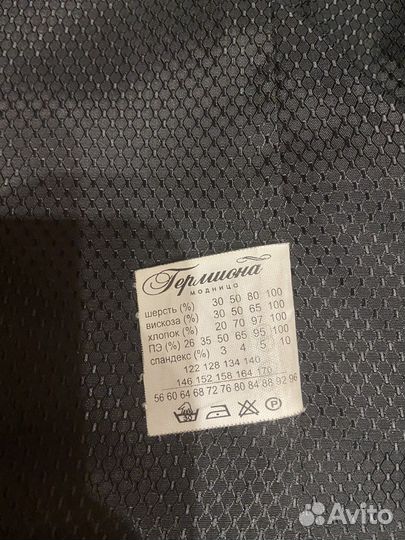 Гермиона
модница
шерсть (%) 30 50 80 100
вискоза (%) 30 50 65 100
хлопок (%) 20 70 97 100
ПЭ (%) 26 35 50 65 95 100
спандекс (%) 3 4 5 10
122 128 134 140
146 152 158 164 170
56 60 64 68 72 76 80 84 88 92 96
30
P
Avito